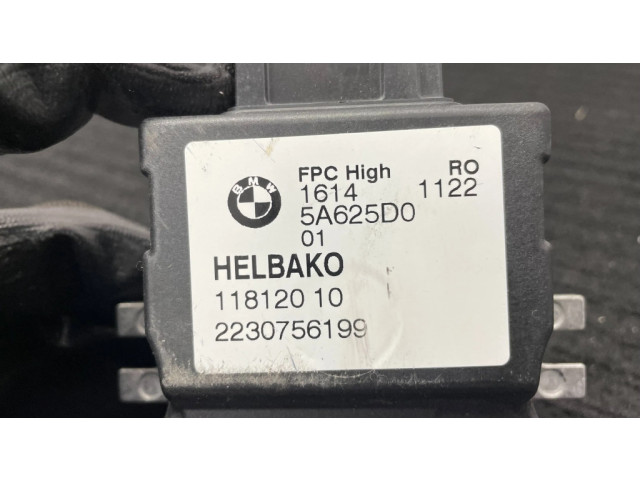 BMW
FPC High RO
1614 1122
5A625D0
01
HELBAKO
118120 10
2230756199